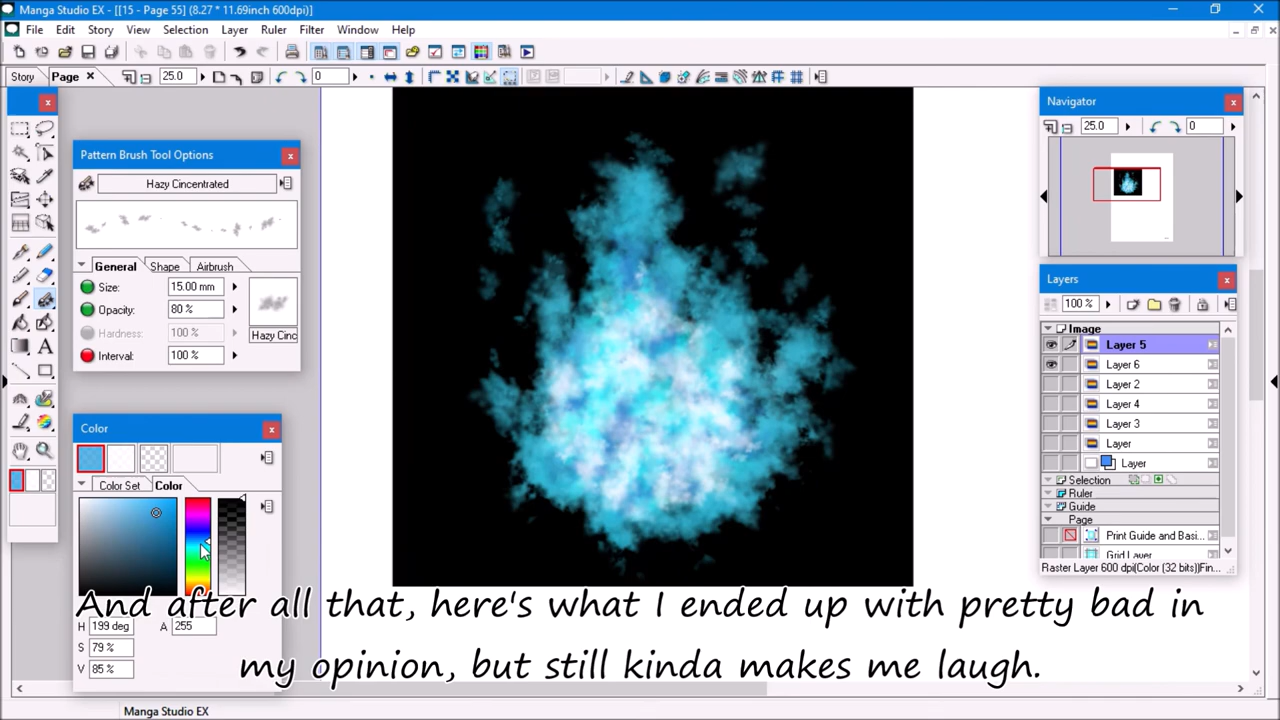 Manga Studio EX - [[15 - Page 55] (8.27 * 11.69inch 600dpi)]
File Edit Story View Selection Layer Ruler Filter Window Help
Story Page 25.0 0
Pattern Brush Tool Options
Hazy Cincentrated
General Shape Airbrush
Size: 15.00 mm
Opacity: 80 %
Hardness: 100 %
Hazy Cinc
Interval: 100 %
Color
Color Set Color
H 199 deg A 255
S 79 %
V 85 %
Navigator
25.0 0
Layers
100 %
Image
Layer 5
Layer 6
Layer 2
Layer 4
Layer 3
Layer
Layer
Selection
Ruler
Guide
Page
Print Guide and Basi...
Grid Layer
Raster Layer 600 dpi(Color (32 bits))Fin...
And after all that, here's what I ended up with pretty bad in
my opinion, but still kinda makes me laugh.
Manga Studio EX